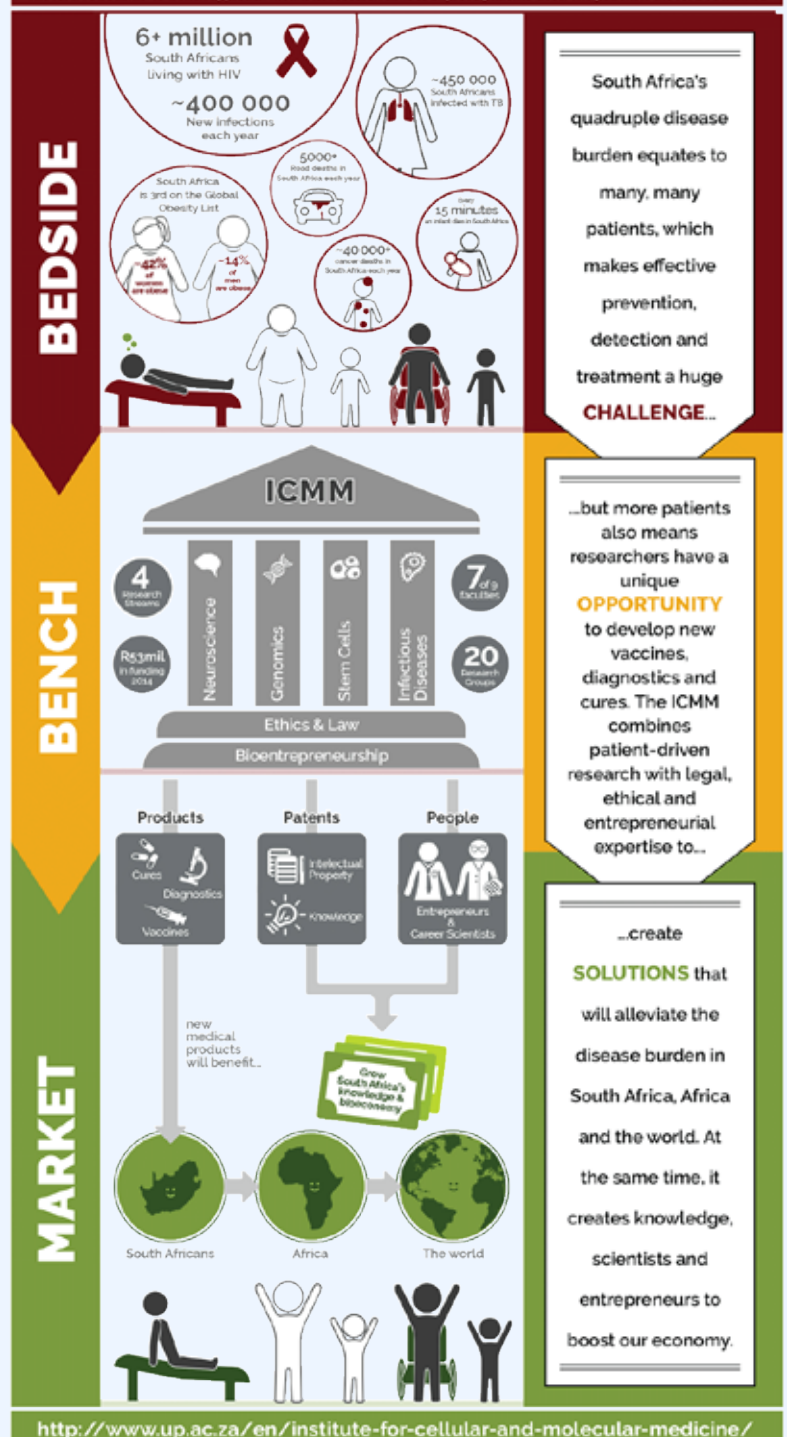 BEDSIDE
6+ million
South Africans
living with HIV
~400 000
New infections
each year
~450 000
South Africans
infected with TB
5000+
Road deaths in
South Africa each year
South Africa
is 3rd on the Global
Obesity List
~42%
of
women
are obese
~14%
of
men
are obese
every
15 minutes
an infant dies in South Africa
~40 000+
cancer deaths in
South Africa each year
South Africa's
quadruple disease
burden equates to
many, many
patients, which
makes effective
prevention,
detection and
treatment a huge
CHALLENGE...
BENCH
ICMM
4
Research
Streams
R53mil
in funding
2014
Neuroscience
Genomics
Stem Cells
Infectious
Diseases
7 of 9
faculties
20
Research
Groups
Ethics & Law
Bioentrepreneurship
...but more patients
also means
researchers have a
unique
OPPORTUNITY
to develop new
vaccines,
diagnostics and
cures. The ICMM
combines
patient-driven
research with legal,
ethical and
entrepreneurial
expertise to...
MARKET
Products
Cures
Diagnostics
Vaccines
Patents
Intelectual
Property
Knowledge
People
Entrepreneurs
&
Career Scientists
new
medical
products
will benefit...
Grow
South Africa's
knowledge &
bioeconomy
South Africans
Africa
The world
...create
SOLUTIONS that
will alleviate the
disease burden in
South Africa, Africa
and the world. At
the same time, it
creates knowledge,
scientists and
entrepreneurs to
boost our economy.
http://www.up.ac.za/en/institute-for-cellular-and-molecular-medicine/